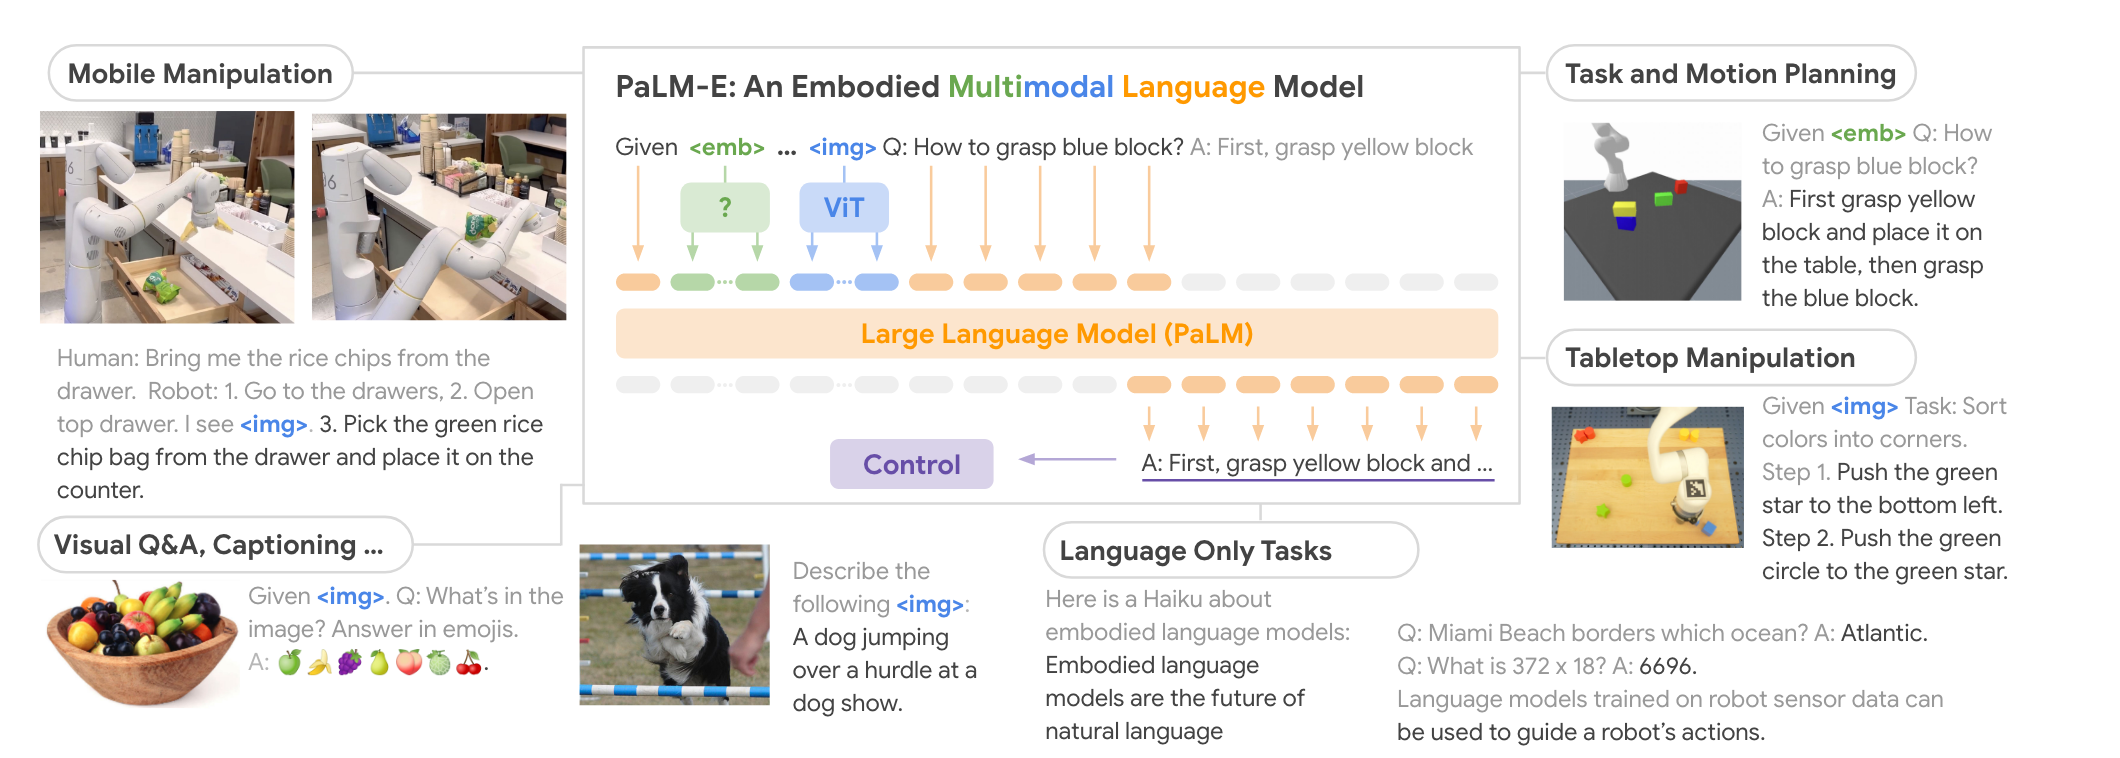 Mobile Manipulation
Human: Bring me the rice chips from the
drawer. Robot: 1. Go to the drawers, 2. Open
top drawer. I see <img>. 3. Pick the green rice
chip bag from the drawer and place it on the
counter.
Visual Q&A, Captioning ...
Given <img>. Q: What's in the
image? Answer in emojis.
A: 🍏🍌🍇🍐🍑🍈🍒.
PaLM-E: An Embodied Multimodal Language Model
Given <emb> ... <img> Q: How to grasp blue block? A: First, grasp yellow block
?
ViT
Large Language Model (PaLM)
Control
A: First, grasp yellow block and ...
Describe the
following <img>:
A dog jumping
over a hurdle at a
dog show.
Language Only Tasks
Here is a Haiku about
embodied language models:
Embodied language
models are the future of
natural language
Q: Miami Beach borders which ocean? A: Atlantic.
Q: What is 372 x 18? A: 6696.
Language models trained on robot sensor data can
be used to guide a robot's actions.
Task and Motion Planning
Given <emb> Q: How
to grasp blue block?
A: First grasp yellow
block and place it on
the table, then grasp
the blue block.
Tabletop Manipulation
Given <img> Task: Sort
colors into corners.
Step 1. Push the green
star to the bottom left.
Step 2. Push the green
circle to the green star.